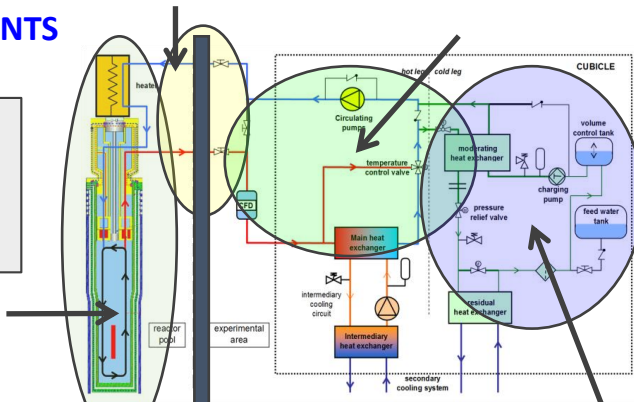 NTS
CUBICLE
hot leg
cold leg
heater
Circulating
pump
volume
control tank
moderating
heat exchanger
temperature
control valve
charging
pump
feed water
tank
CFD
pressure
relief valve
Main heat
exchanger
intermediary
cooling
circuit
residual
heat exchanger
reactor
pool
experimental
area
Intermediary
heat exchanger
secondary
cooling system